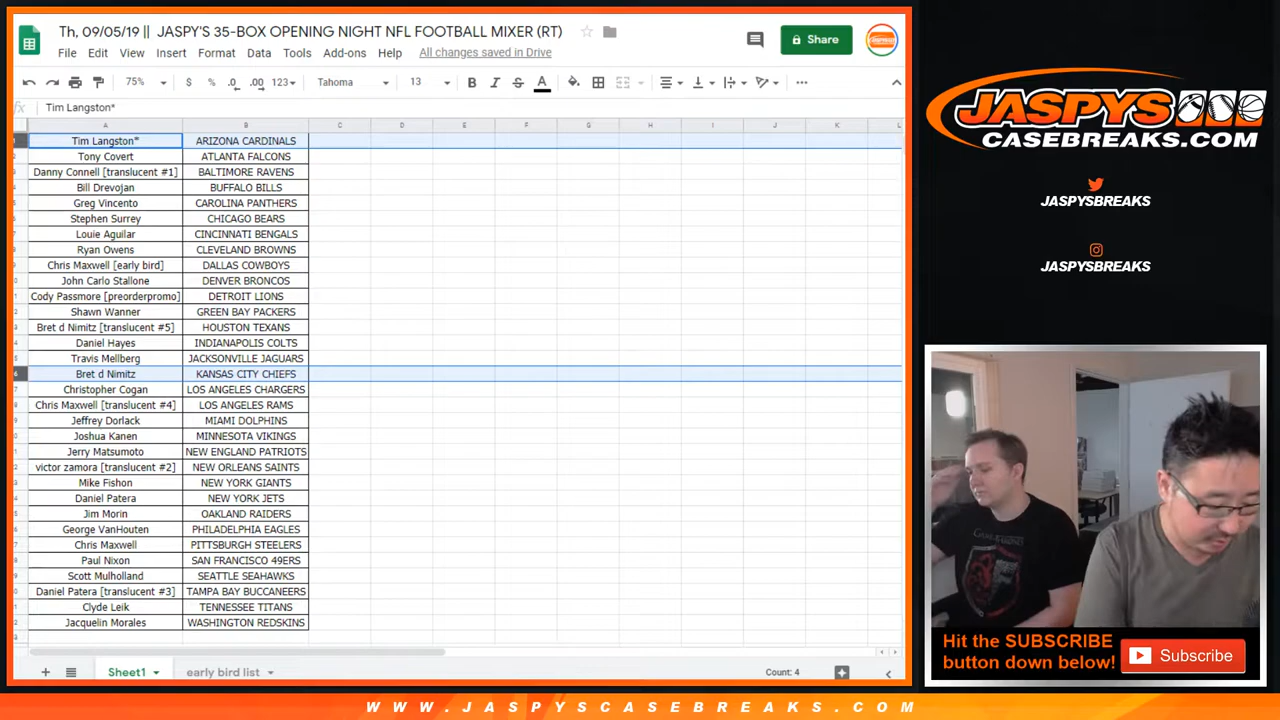 Th, 09/05/19 || JASPY'S 35-BOX OPENING NIGHT NFL FOOTBALL MIXER (RT)
File Edit View Insert Format Data Tools Add-ons Help All changes saved in Drive
Share
75% $ % .0 .00 123 Tahoma 13 B I S A
fx Tim Langston*
A B C D E F G H I J K L
Tim Langston* ARIZONA CARDINALS
Tony Covert ATLANTA FALCONS
Danny Connell [translucent #1] BALTIMORE RAVENS
Bill Drevojan BUFFALO BILLS
Greg Vincento CAROLINA PANTHERS
Stephen Surrey CHICAGO BEARS
Louie Aguilar CINCINNATI BENGALS
Ryan Owens CLEVELAND BROWNS
Chris Maxwell [early bird] DALLAS COWBOYS
John Carlo Stallone DENVER BRONCOS
Cody Passmore [preorderpromo] DETROIT LIONS
Shawn Wanner GREEN BAY PACKERS
Bret d Nimitz [translucent #5] HOUSTON TEXANS
Daniel Hayes INDIANAPOLIS COLTS
Travis Mellberg JACKSONVILLE JAGUARS
Bret d Nimitz KANSAS CITY CHIEFS
Christopher Cogan LOS ANGELES CHARGERS
Chris Maxwell [translucent #4] LOS ANGELES RAMS
Jeffrey Dorlack MIAMI DOLPHINS
Joshua Kanen MINNESOTA VIKINGS
Jerry Matsumoto NEW ENGLAND PATRIOTS
victor zamora [translucent #2] NEW ORLEANS SAINTS
Mike Fishon NEW YORK GIANTS
Daniel Patera NEW YORK JETS
Jim Morin OAKLAND RAIDERS
George VanHouten PHILADELPHIA EAGLES
Chris Maxwell PITTSBURGH STEELERS
Paul Nixon SAN FRANCISCO 49ERS
Scott Mulholland SEATTLE SEAHAWKS
Daniel Patera [translucent #3] TAMPA BAY BUCCANEERS
Clyde Leik TENNESSEE TITANS
Jacquelin Morales WASHINGTON REDSKINS
Sheet1 early bird list Count: 4
JASPYS
CASEBREAKS.COM
JASPYSBREAKS
JASPYSBREAKS
GAME OF THRONES
Hit the SUBSCRIBE
button down below!
Subscribe
WWW.JASPYSCASEBREAKS.COM